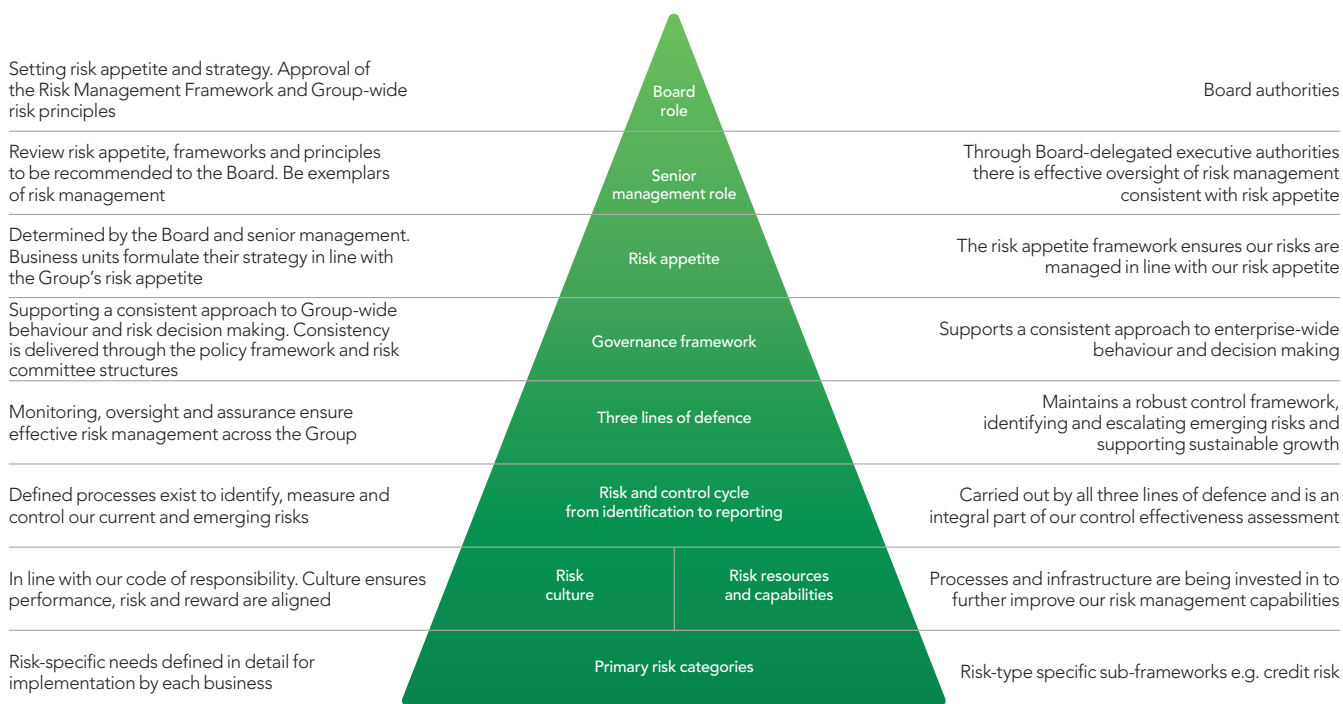 Setting risk appetite and strategy. Approval of
the Risk Management Framework and Group-wide
risk principles
Board
role
Board authorities
Review risk appetite, frameworks and principles
to be recommended to the Board. Be exemplars
of risk management
Senior
management role
Through Board-delegated executive authorities
there is effective oversight of risk management
consistent with risk appetite
Determined by the Board and senior management.
Business units formulate their strategy in line with
the Group’s risk appetite
Risk appetite
The risk appetite framework ensures our risks are
managed in line with our risk appetite
Supporting a consistent approach to Group-wide
behaviour and risk decision making. Consistency
is delivered through the policy framework and risk
committee structures
Governance framework
Supports a consistent approach to enterprise-wide
behaviour and decision making
Monitoring, oversight and assurance ensure
effective risk management across the Group
Three lines of defence
Maintains a robust control framework,
identifying and escalating emerging risks and
supporting sustainable growth
Defined processes exist to identify, measure and
control our current and emerging risks
Risk and control cycle
from identification to reporting
Carried out by all three lines of defence and is an
integral part of our control effectiveness assessment
In line with our code of responsibility. Culture ensures
performance, risk and reward are aligned
Risk
culture
Risk resources
and capabilities
Processes and infrastructure are being invested in to
further improve our risk management capabilities
Risk-specific needs defined in detail for
implementation by each business
Primary risk categories
Risk-type specific sub-frameworks e.g. credit risk